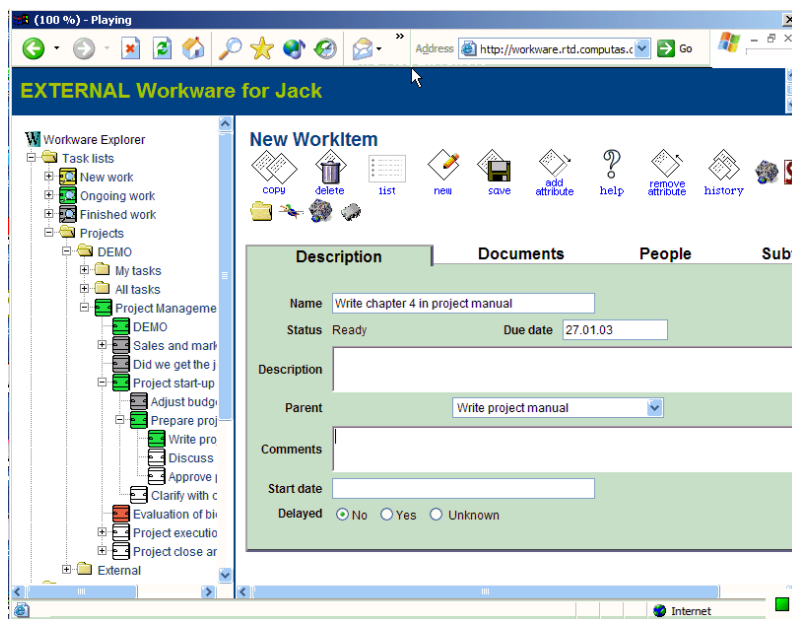 (100 %) - Playing
Address http://workware.rtd.computas.c Go
EXTERNAL Workware for Jack
Workware Explorer
Task lists
New work
Ongoing work
Finished work
Projects
DEMO
My tasks
All tasks
Project Manageme
DEMO
Sales and mark
Did we get the j
Project start-up
Adjust budg
Prepare proj
Write pro
Discuss
Approve
Clarify with c
Evaluation of bi
Project executio
Project close ar
External
New WorkItem
copy delete list new save add attribute help remove attribute history
Description Documents People Sub
Name Write chapter 4 in project manual
Status Ready Due date 27.01.03
Description
Parent Write project manual
Comments
Start date
Delayed No Yes Unknown
Internet